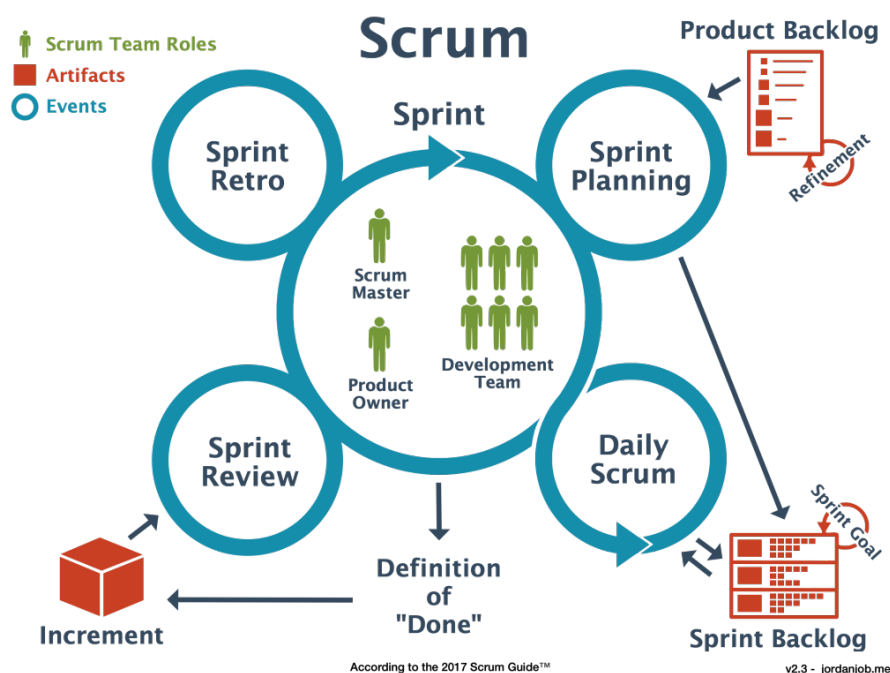 Scrum
Scrum Team Roles
Artifacts
Events
Product Backlog
Refinement
Sprint
Sprint
Retro
Sprint
Planning
Scrum
Master
Product
Owner
Development
Team
Sprint
Review
Daily
Scrum
Sprint Goal
Sprint Backlog
Definition
of
"Done"
Increment
According to the 2017 Scrum Guide™
v2.3 - jordanjob.me